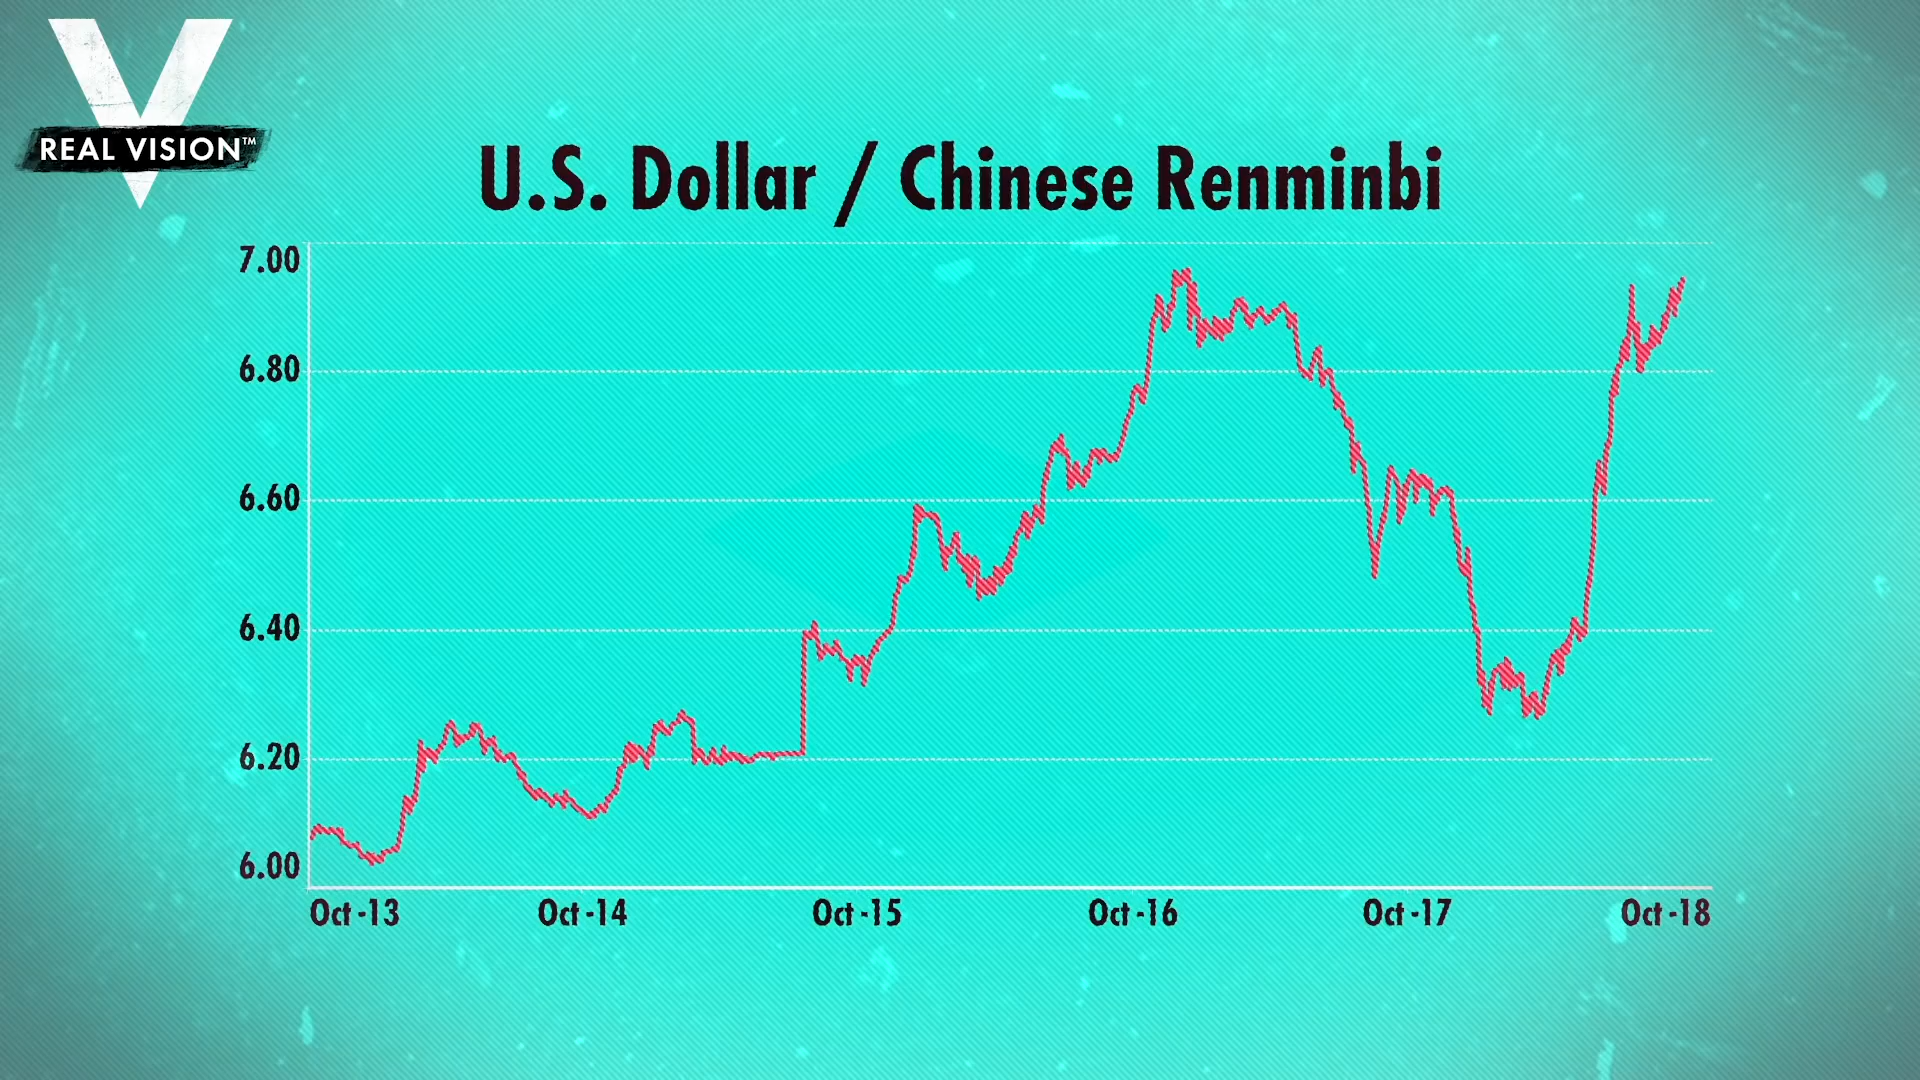 REAL VISION™
U.S. Dollar / Chinese Renminbi
7.00
6.80
6.60
6.40
6.20
6.00
Oct -13 Oct -14 Oct -15 Oct -16 Oct -17 Oct -18